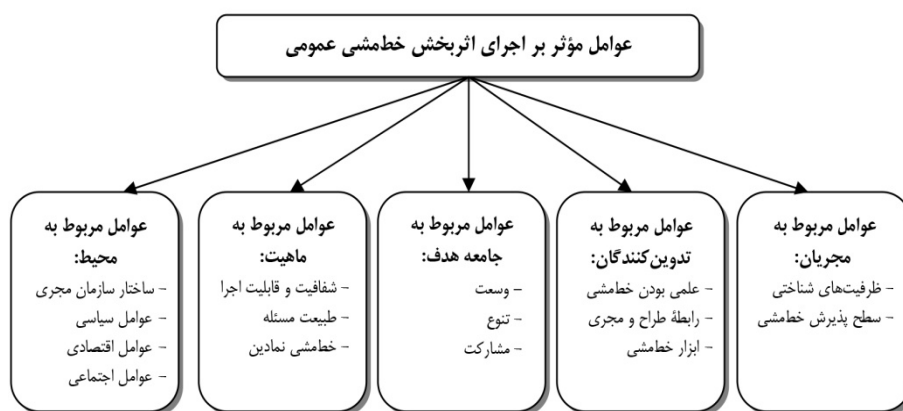 عوامل مؤثر بر اجرای اثربخش خط‌مشی عمومی
عوامل مربوط به
مجریان:
- ظرفیت‌های شناختی
- سطح پذیرش خط‌مشی
عوامل مربوط به
تدوین‌کنندگان:
- علمی بودن خط‌مشی
- رابطهٔ طراح و مجری
- ابزار خط‌مشی
عوامل مربوط به
جامعه هدف:
- وسعت
- تنوع
- مشارکت
عوامل مربوط به
ماهیت:
- شفافیت و قابلیت اجرا
- طبیعت مسئله
- خط‌مشی نمادین
عوامل مربوط به
محیط:
- ساختار سازمان مجری
- عوامل سیاسی
- عوامل اقتصادی
- عوامل اجتماعی